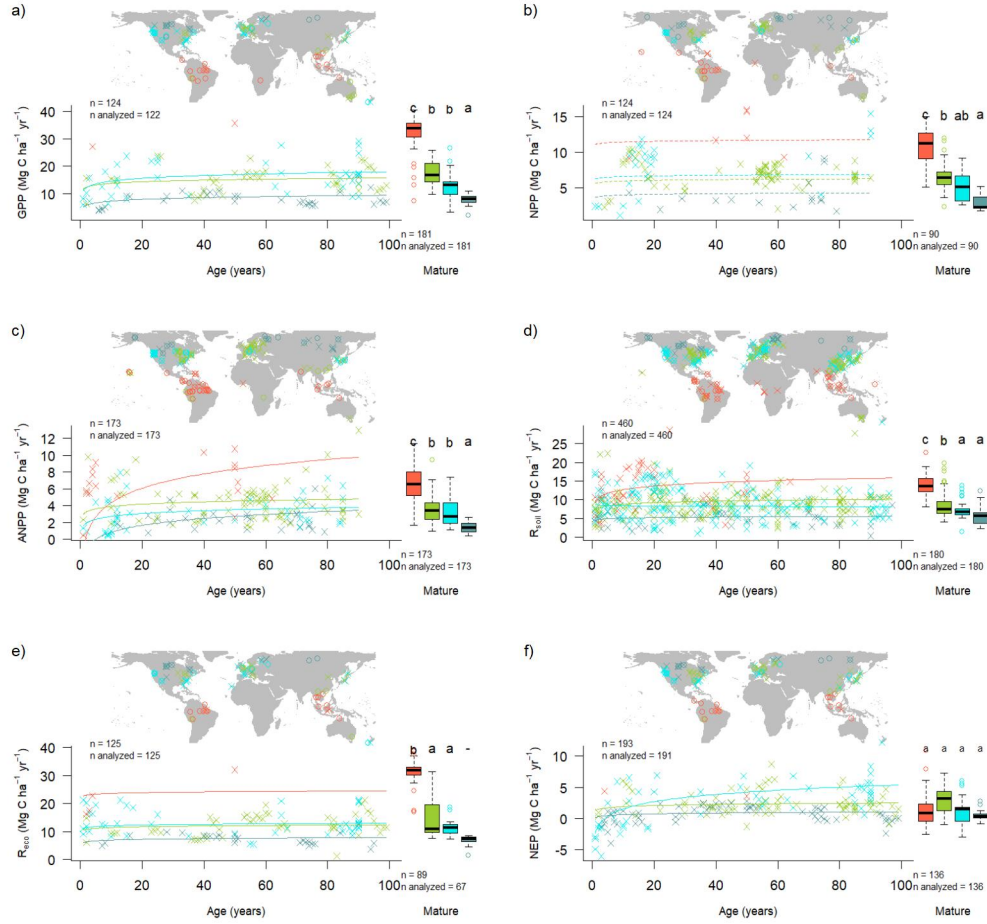 a)
n = 124
n analyzed = 122
GPP (Mg C ha⁻¹ yr⁻¹)
40
30
20
10
0 20 40 60 80 100
Age (years)
c b b a
n = 181
n analyzed = 181
Mature
b)
n = 124
n analyzed = 124
NPP (Mg C ha⁻¹ yr⁻¹)
15
10
5
0 20 40 60 80 100
Age (years)
c b ab a
n = 90
n analyzed = 90
Mature
c)
n = 173
n analyzed = 173
ANPP (Mg C ha⁻¹ yr⁻¹)
12
10
8
6
4
2
0
0 20 40 60 80 100
Age (years)
c b b a
n = 173
n analyzed = 173
Mature
d)
n = 460
n analyzed = 460
R_soil (Mg C ha⁻¹ yr⁻¹)
25
20
15
10
5
0
0 20 40 60 80 100
Age (years)
c b a a
n = 180
n analyzed = 180
Mature
e)
n = 125
n analyzed = 125
R_eco (Mg C ha⁻¹ yr⁻¹)
40
30
20
10
0
0 20 40 60 80 100
Age (years)
b a a -
n = 89
n analyzed = 67
Mature
f)
n = 193
n analyzed = 191
NEP (Mg C ha⁻¹ yr⁻¹)
10
5
0
-5
0 20 40 60 80 100
Age (years)
a a a a
n = 136
n analyzed = 136
Mature